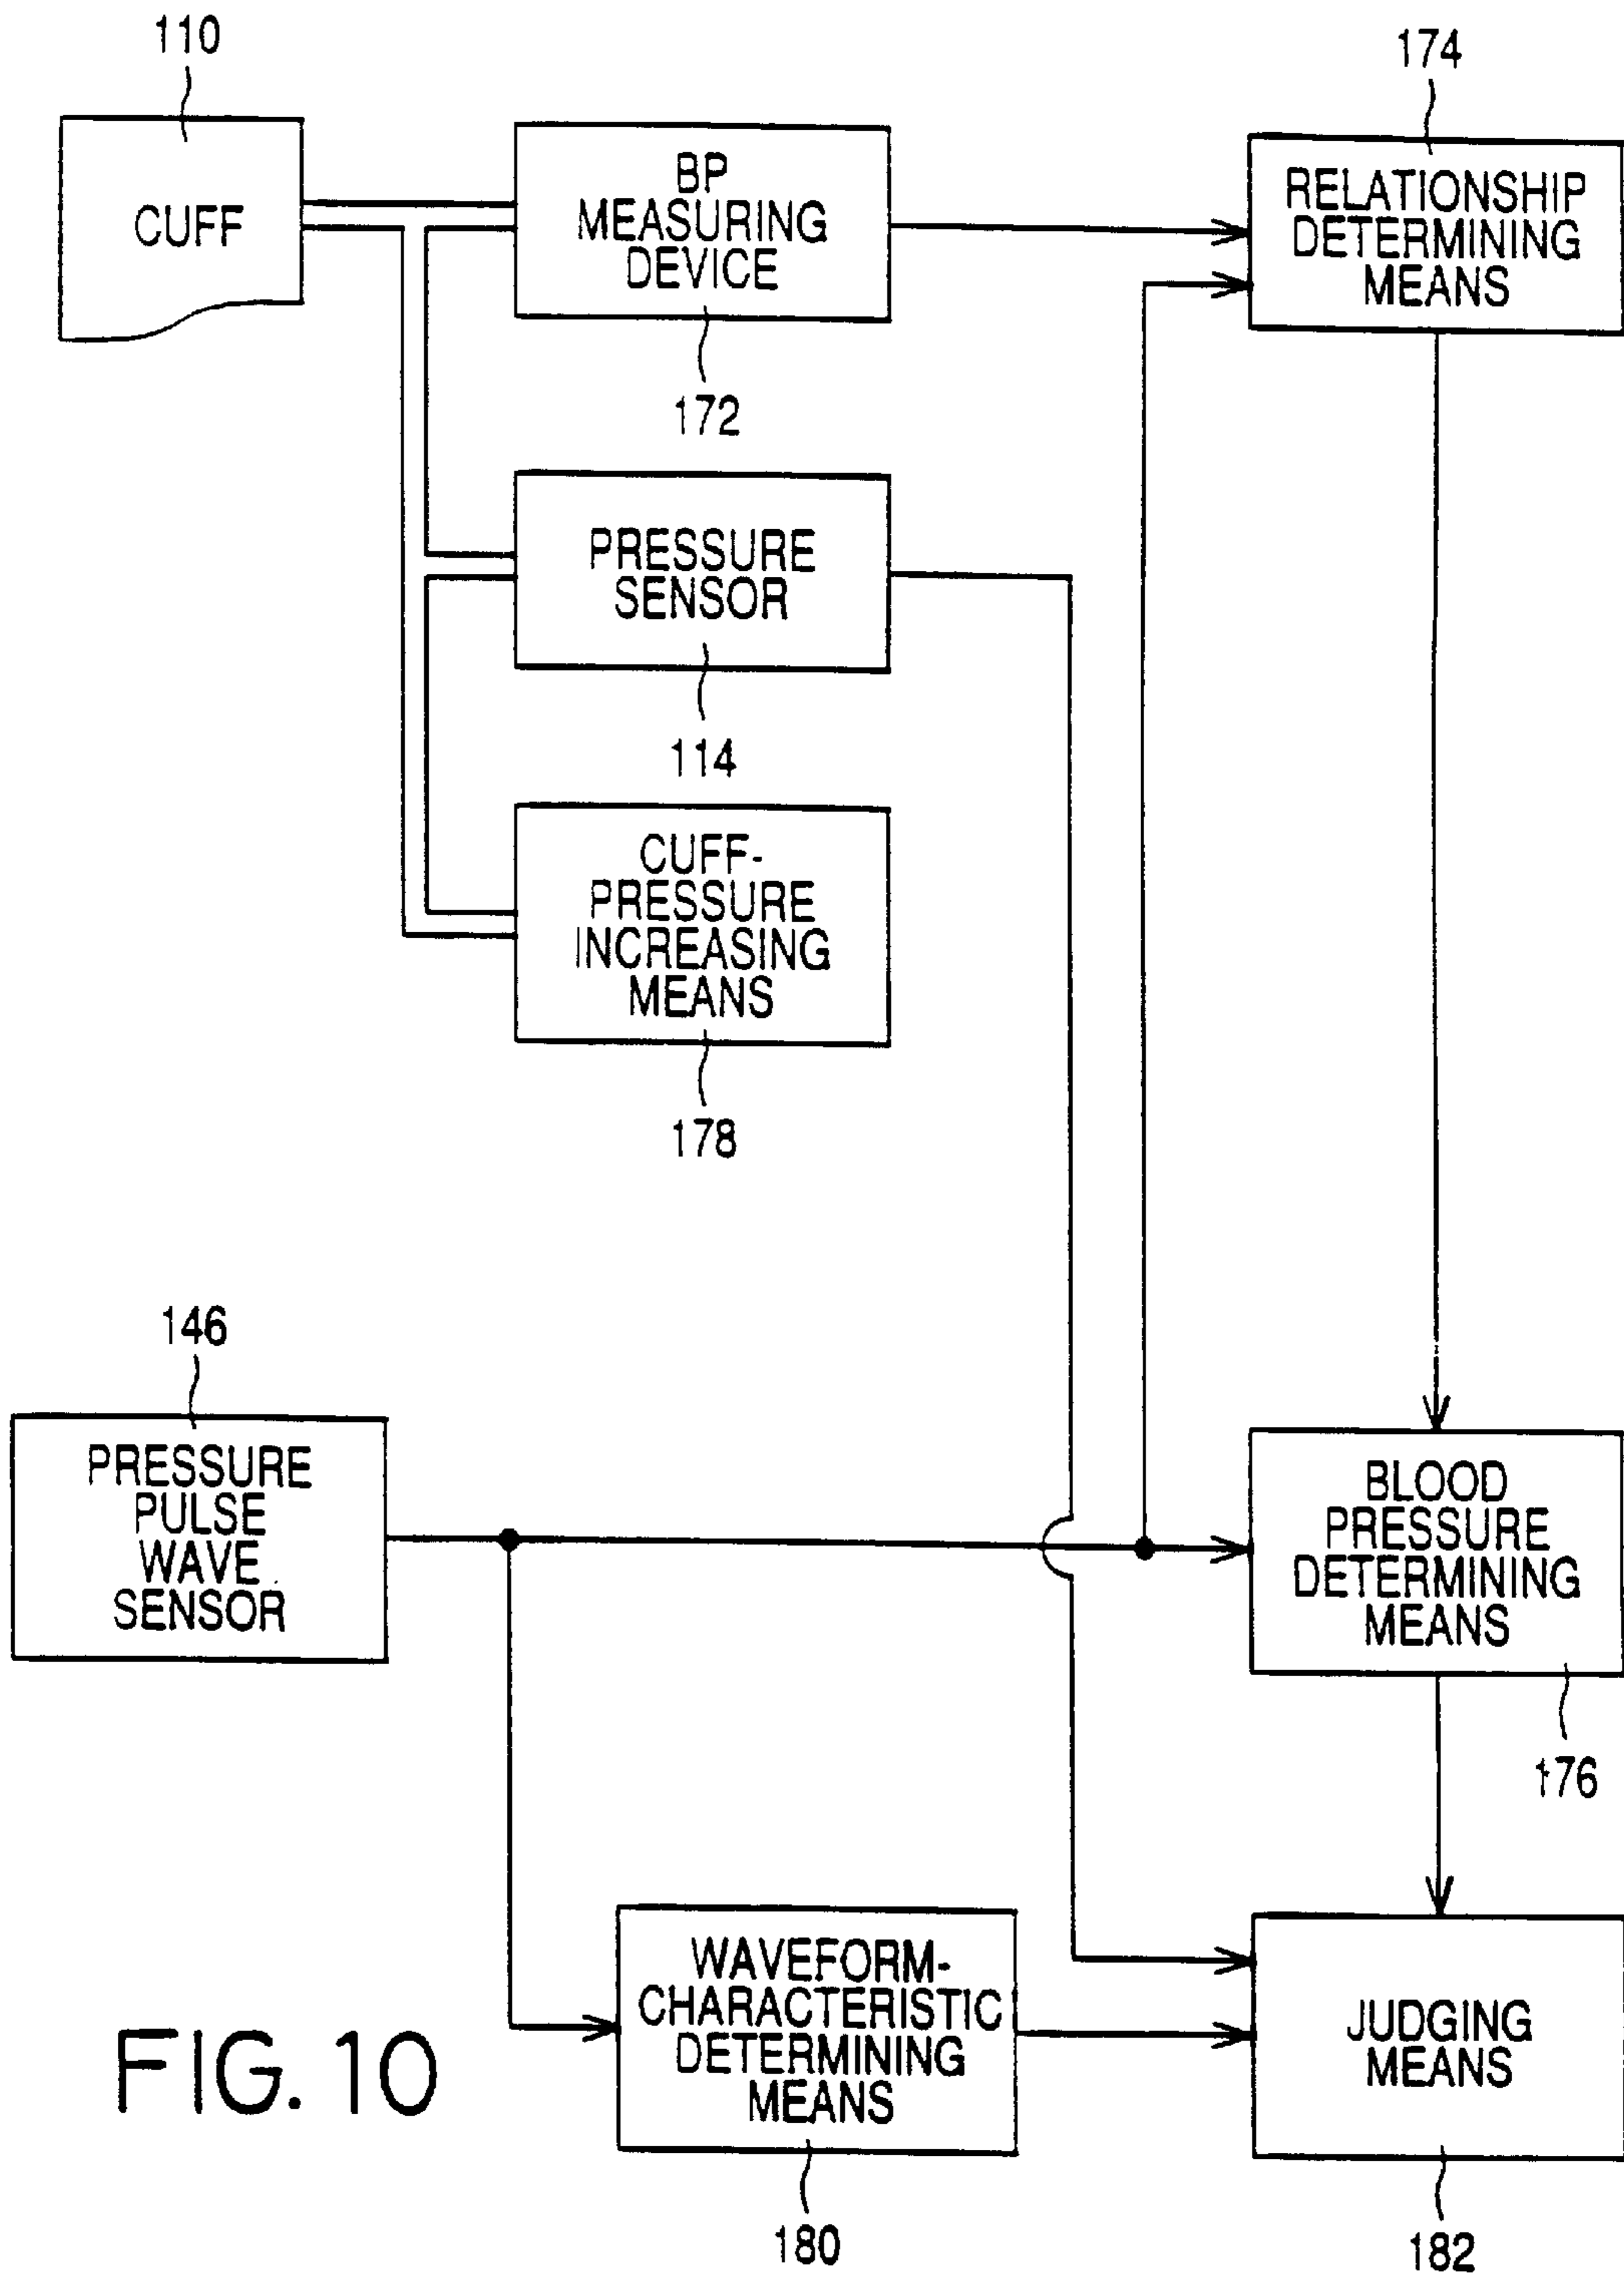 110
CUFF
BP
MEASURING
DEVICE
172
174
RELATIONSHIP
DETERMINING
MEANS
PRESSURE
SENSOR
114
CUFF-
PRESSURE
INCREASING
MEANS
178
146
PRESSURE
PULSE
WAVE
SENSOR
BLOOD
PRESSURE
DETERMINING
MEANS
176
WAVEFORM-
CHARACTERISTIC
DETERMINING
MEANS
180
JUDGING
MEANS
182
FIG. 10